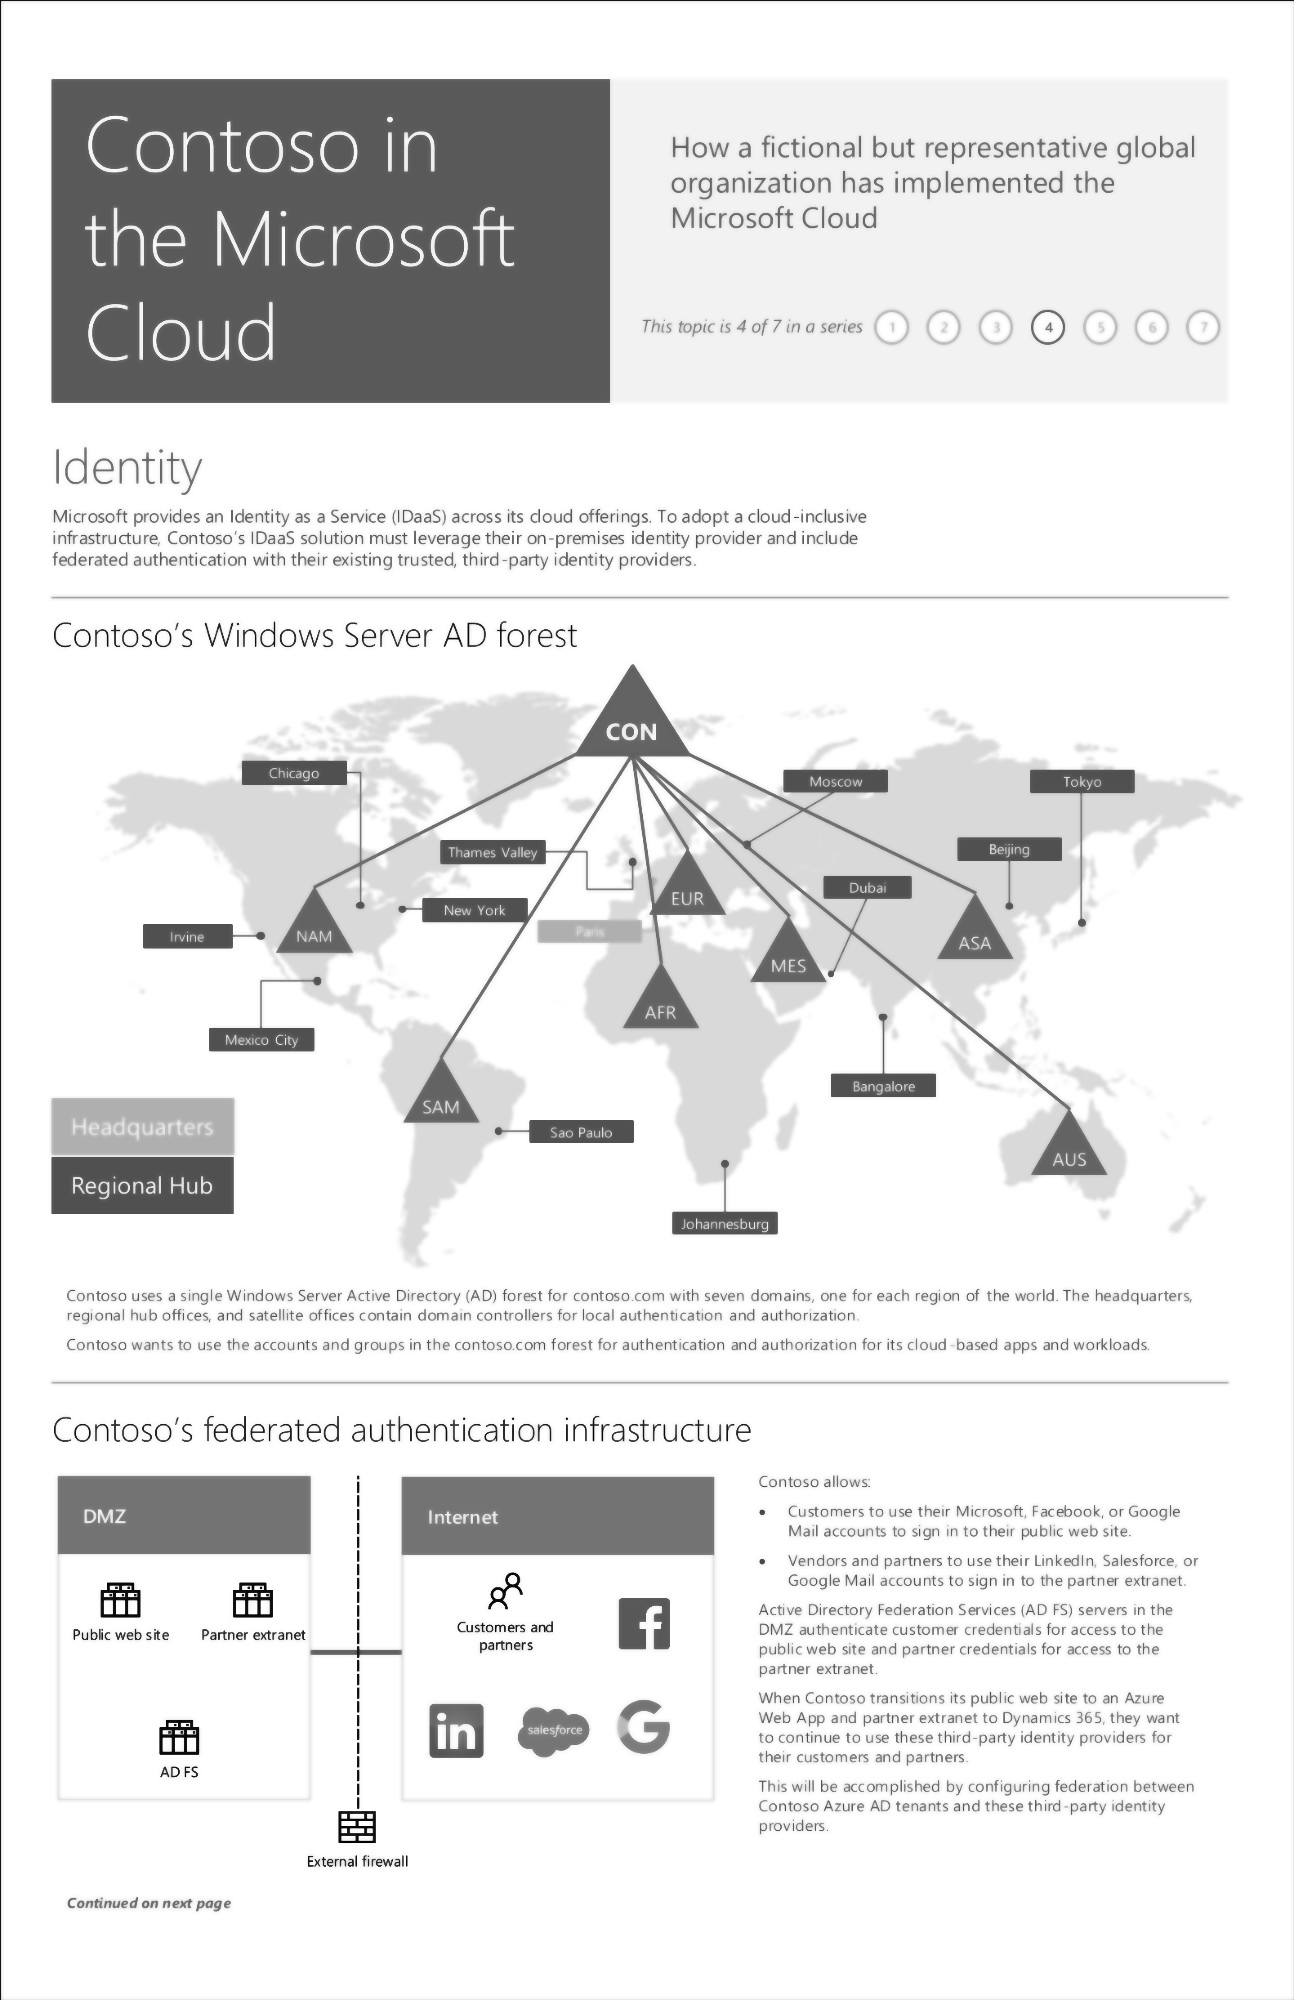 Contoso in
the Microsoft
Cloud
How a fictional but representative global
organization has implemented the
Microsoft Cloud
This topic is 4 of 7 in a series 1 2 3 4 5 6 7
Identity
Microsoft provides an Identity as a Service (IDaaS) across its cloud offerings. To adopt a cloud-inclusive
infrastructure, Contoso's IDaaS solution must leverage their on-premises identity provider and include
federated authentication with their existing trusted, third-party identity providers.
Contoso's Windows Server AD forest
CON
Chicago
Moscow
Tokyo
Thames Valley
Beijing
EUR
Dubai
New York
Paris
Irvine
NAM
ASA
MES
AFR
Mexico City
Bangalore
SAM
Headquarters
Sao Paulo
AUS
Regional Hub
Johannesburg
Contoso uses a single Windows Server Active Directory (AD) forest for contoso.com with seven domains, one for each region of the world. The headquarters,
regional hub offices, and satellite offices contain domain controllers for local authentication and authorization.
Contoso wants to use the accounts and groups in the contoso.com forest for authentication and authorization for its cloud-based apps and workloads.
Contoso's federated authentication infrastructure
DMZ
Public web site
Partner extranet
AD FS
External firewall
Internet
Customers and
partners
f
in
salesforce
G
Contoso allows:
• Customers to use their Microsoft, Facebook, or Google
Mail accounts to sign in to their public web site.
• Vendors and partners to use their LinkedIn, Salesforce, or
Google Mail accounts to sign in to the partner extranet.
Active Directory Federation Services (AD FS) servers in the
DMZ authenticate customer credentials for access to the
public web site and partner credentials for access to the
partner extranet.
When Contoso transitions its public web site to an Azure
Web App and partner extranet to Dynamics 365, they want
to continue to use these third-party identity providers for
their customers and partners.
This will be accomplished by configuring federation between
Contoso Azure AD tenants and these third-party identity
providers.
Continued on next page